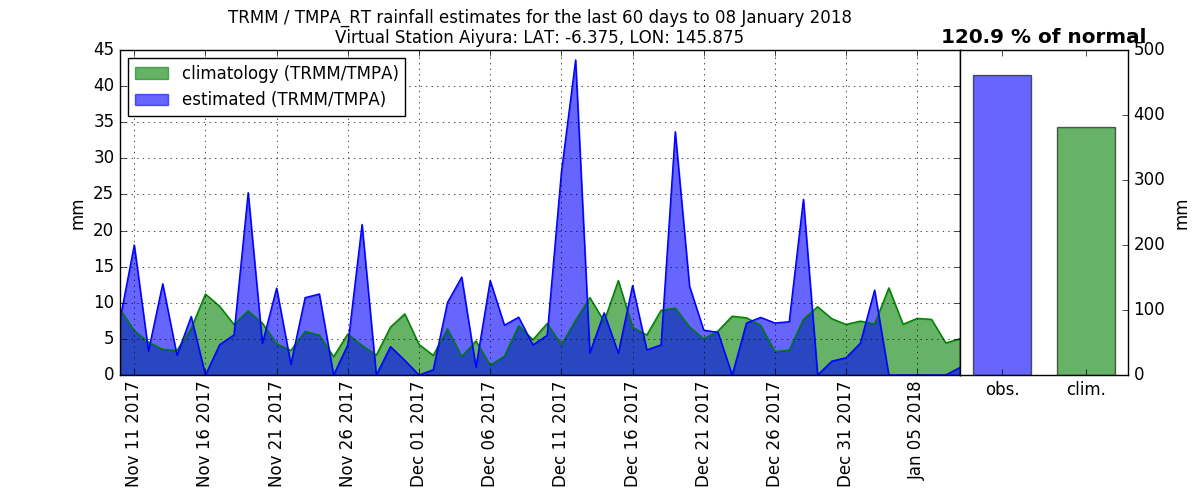 TRMM / TMPA_RT rainfall estimates for the last 60 days to 08 January 2018
Virtual Station Aiyura: LAT: -6.375, LON: 145.875
120.9 % of normal
climatology (TRMM/TMPA)
estimated (TRMM/TMPA)
mm
45
40
35
30
25
20
15
10
5
0
Nov 11 2017
Nov 16 2017
Nov 21 2017
Nov 26 2017
Dec 01 2017
Dec 06 2017
Dec 11 2017
Dec 16 2017
Dec 21 2017
Dec 26 2017
Dec 31 2017
Jan 05 2018
500
400
300
200
100
0
mm
obs.
clim.